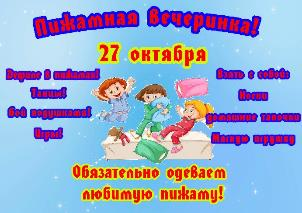 Пижамная Вечеринка!
27 октября
Дефиле в пижамах!
Танцы!
Бой подушками!
Игры!
Взять с собой:
Носки
Домашние тапочки
Мягкую игрушку
Обязательно одеваем
любимую пижаму!